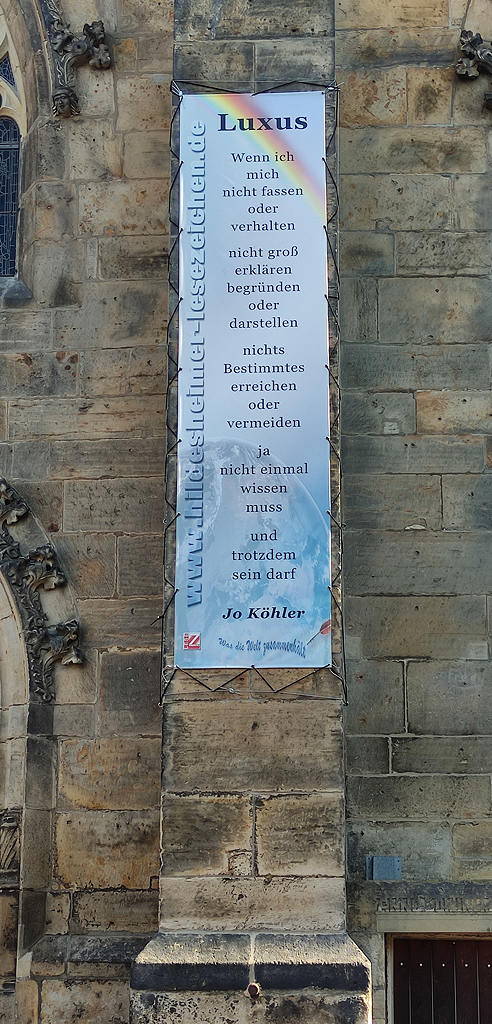 Luxus
Wenn ich
mich
nicht fassen
oder
verhalten
nicht groß
erklären
begründen
oder
darstellen
nichts
Bestimmtes
erreichen
oder
vermeiden
ja
nicht einmal
wissen
muss
und
trotzdem
sein darf
Jo Köhler
Was die Welt zusammenhält
www.hildesheimer-lesezeichen.de